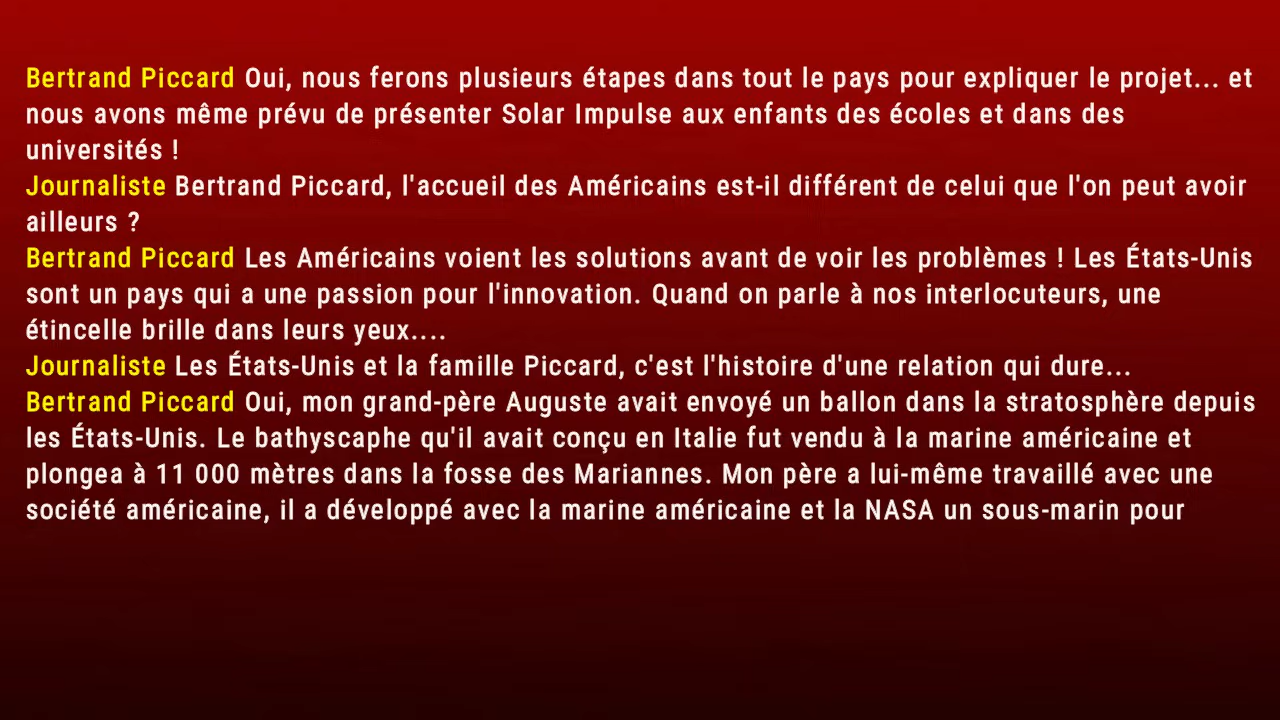 Bertrand Piccard Oui, nous ferons plusieurs étapes dans tout le pays pour expliquer le projet... et
nous avons même prévu de présenter Solar Impulse aux enfants des écoles et dans des
universités !
Journaliste Bertrand Piccard, l'accueil des Américains est-il différent de celui que l'on peut avoir
ailleurs ?
Bertrand Piccard Les Américains voient les solutions avant de voir les problèmes ! Les États-Unis
sont un pays qui a une passion pour l'innovation. Quand on parle à nos interlocuteurs, une
étincelle brille dans leurs yeux....
Journaliste Les États-Unis et la famille Piccard, c'est l'histoire d'une relation qui dure...
Bertrand Piccard Oui, mon grand-père Auguste avait envoyé un ballon dans la stratosphère depuis
les États-Unis. Le bathyscaphe qu'il avait conçu en Italie fut vendu à la marine américaine et
plongea à 11 000 mètres dans la fosse des Mariannes. Mon père a lui-même travaillé avec une
société américaine, il a développé avec la marine américaine et la NASA un sous-marin pour